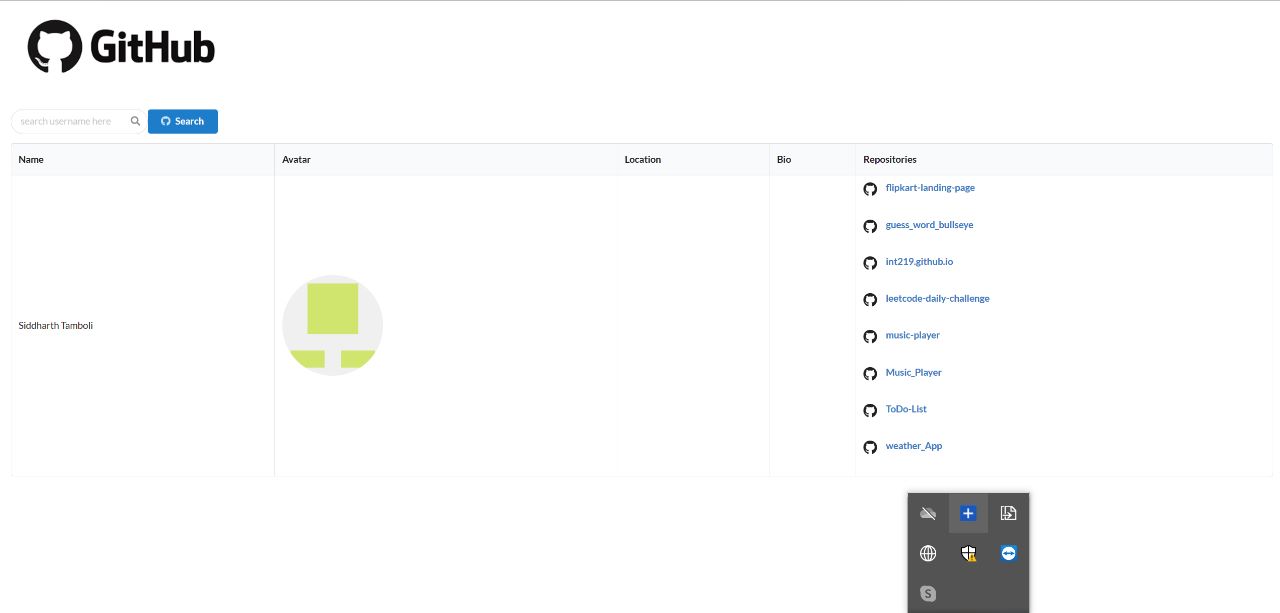 GitHub
search username here
Search
Name Avatar Location Bio Repositories
Siddharth Tamboli
flipkart-landing-page
guess_word_bullseye
int219.github.io
leetcode-daily-challenge
music-player
Music_Player
ToDo-List
weather_App
S